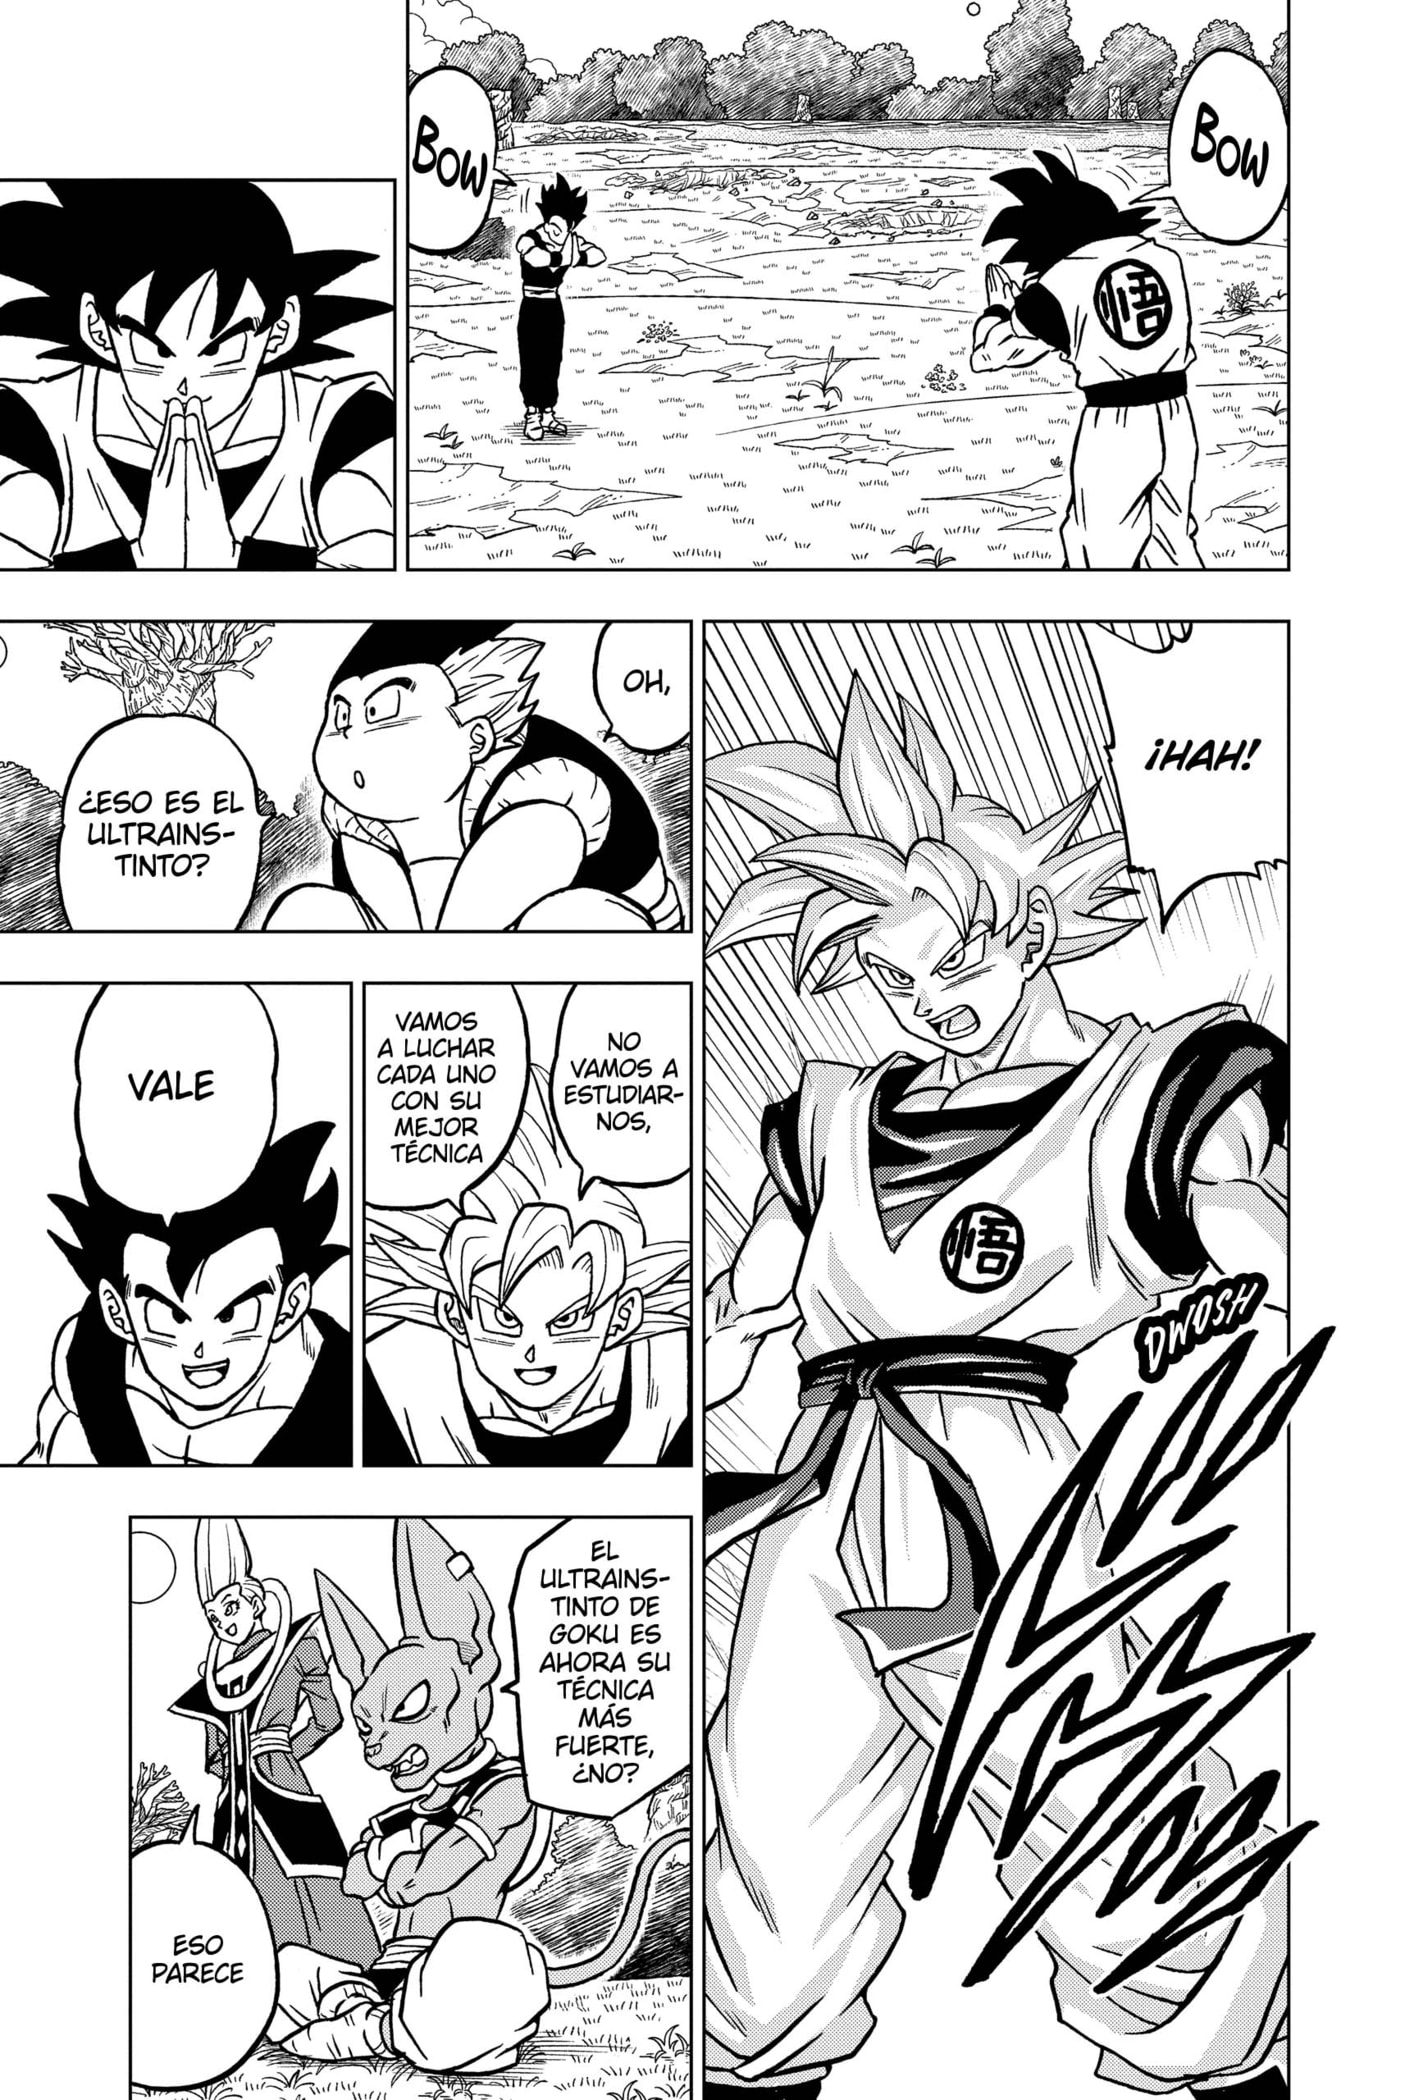 BOW
BOW
悟
¡HAH!
悟
DWOSH
OH,
¿ESO ES EL
ULTRAINS-
TINTO?
NO
VAMOS A
ESTUDIAR-
NOS,
VAMOS
A LUCHAR
CADA UNO
CON SU
MEJOR
TÉCNICA
VALE
EL
ULTRAINS-
TINTO DE
GOKU ES
AHORA SU
TÉCNICA
MÁS
FUERTE,
¿NO?
ESO
PARECE